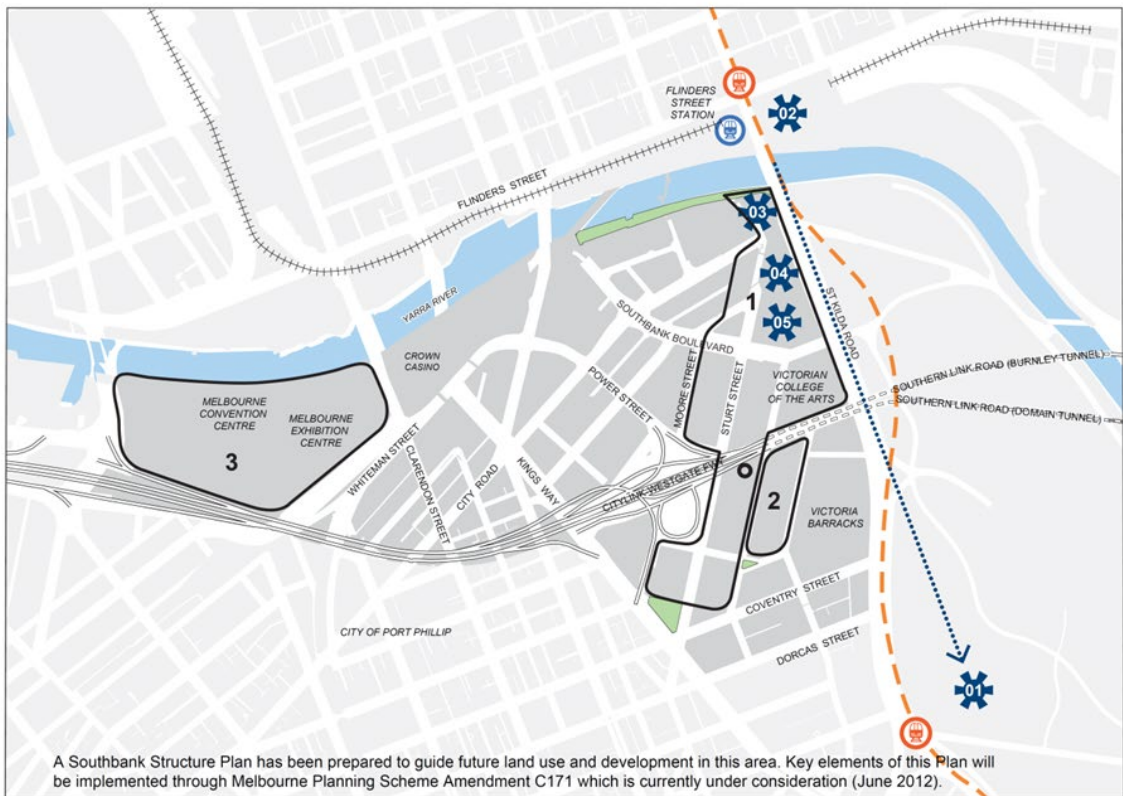 FLINDERS
STREET
STATION
02
FLINDERS STREET
03
04
1
ST KILDA ROAD
YARRA RIVER
05
SOUTHBANK BOULEVARD
CROWN
CASINO
POWER STREET
MOORE STREET
STURT STREET
VICTORIAN
COLLEGE
OF THE ARTS
SOUTHERN LINK ROAD (BURNLEY TUNNEL)
SOUTHERN LINK ROAD (DOMAIN TUNNEL)
MELBOURNE
CONVENTION
CENTRE
MELBOURNE
EXHIBITION
CENTRE
3
WHITEMAN STREET
CLARENDON STREET
CITY ROAD
KINGS WAY
CITYLINK-WESTGATE FWY
2
VICTORIA
BARRACKS
COVENTRY STREET
CITY OF PORT PHILLIP
DORCAS STREET
01
A Southbank Structure Plan has been prepared to guide future land use and development in this area. Key elements of this Plan will
be implemented through Melbourne Planning Scheme Amendment C171 which is currently under consideration (June 2012).